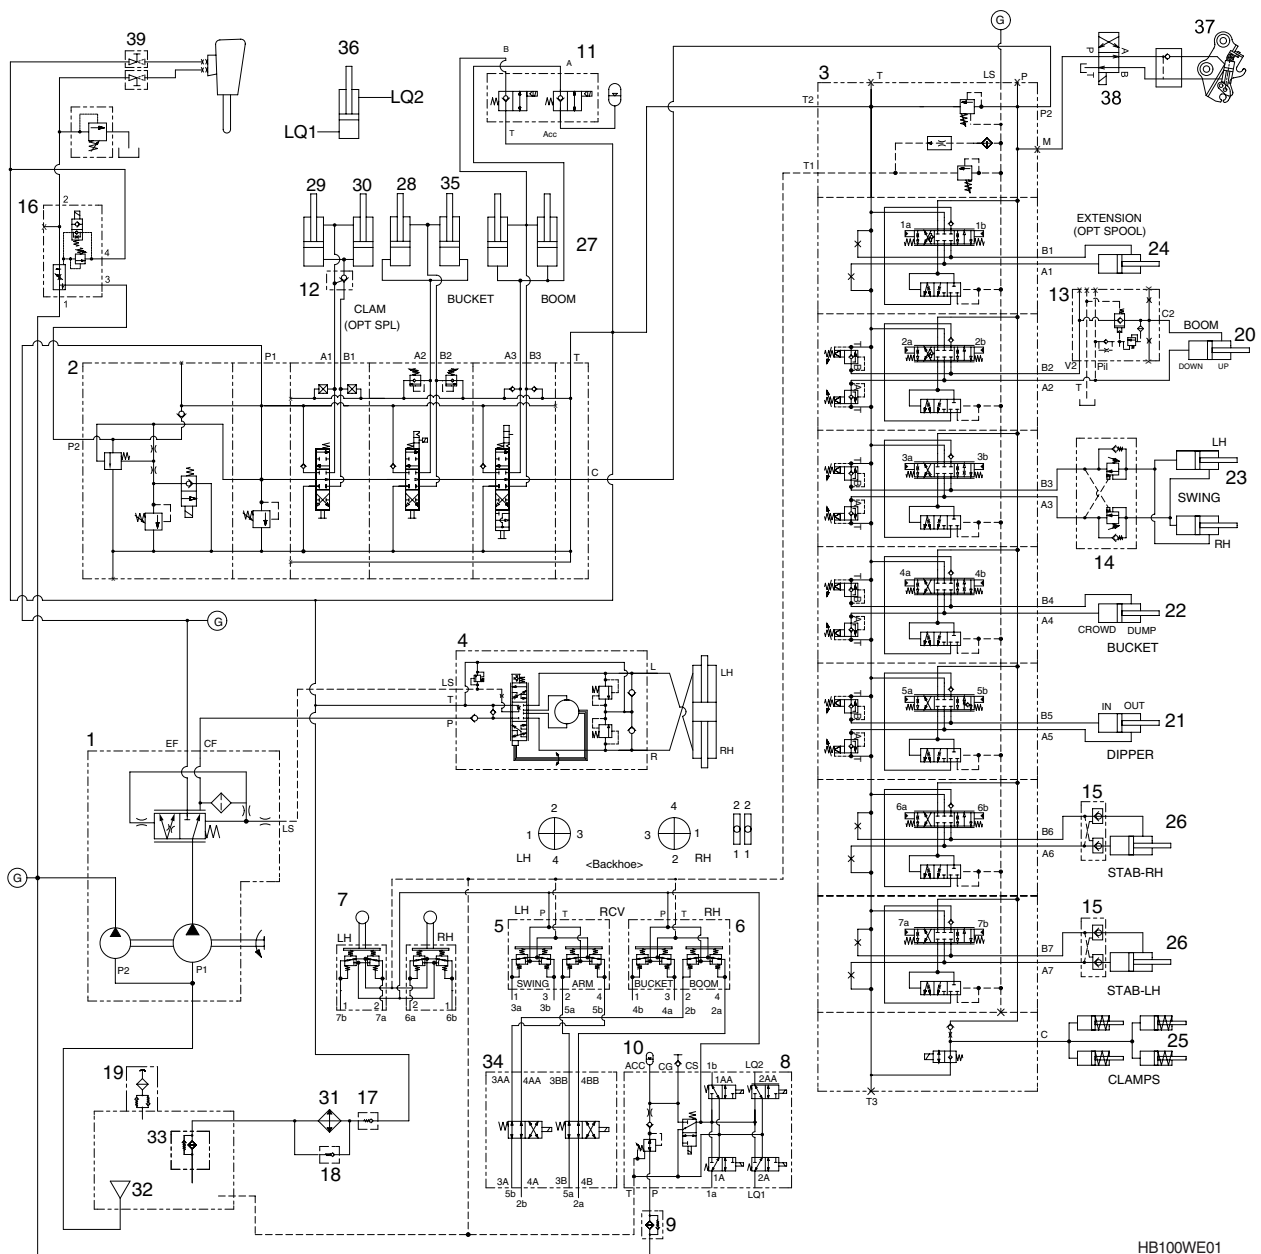 G
39
36
LQ2
LQ1
B
11
A
T
Acc
3
T
LS
P
T2
P2
M
T1
38
P
A
T
B
37
16
2
4
3
1
29
30
28
35
27
12
CLAM
(OPT SPL)
BUCKET
BOOM
1a
1b
EXTENSION
(OPT SPOOL)
B1
A1
24
13
C2
BOOM
20
V2
Pil
T
DOWN
UP
2a
2b
B2
A2
2
P1
A1
B1
A2
B2
A3
B3
T
P2
C
3a
3b
B3
A3
LH
23
SWING
RH
14
4a
4b
B4
A4
22
CROWD
DUMP
BUCKET
G
4
LS
T
P
L
R
LH
RH
5a
5b
B5
A5
IN
OUT
21
DIPPER
1
EF
CF
LS
P2
P1
G
2
1
3
4
LH
<Backhoe>
4
3
1
2
RH
2
2
1
1
6a
6b
B6
A6
15
26
STAB-RH
7a
7b
B7
A7
15
26
STAB-LH
7
LH
RH
1
2
2
1
7b
7a
6a
6b
LH
P
T
RCV
P
T
RH
5
6
SWING
ARM
BUCKET
BOOM
1
3
2
4
1
3
2
4
3a
3b
5a
5b
4b
4a
2b
2a
C
25
CLAMPS
T3
34
3AA
4AA
3BB
4BB
3A
4A
3B
4B
5b
2b
5a
2a
10
ACC
CG
CS
1b
LQ2
8
1AA
2AA
1A
2A
T
P
1a
LQ1
9
19
31
17
33
18
32
HB100WE01